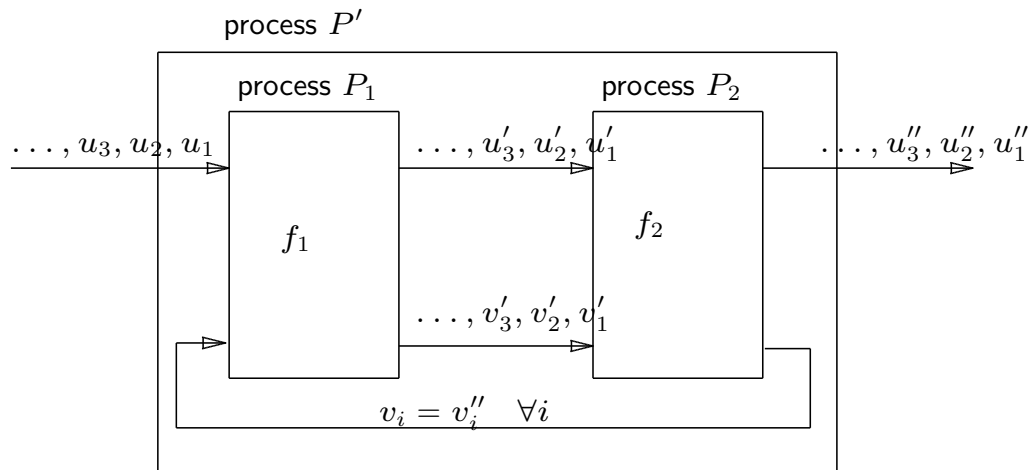 process P′
process P₁
process P₂
..., u₃, u₂, u₁
..., u′₃, u′₂, u′₁
..., u″₃, u″₂, u″₁
f₁
f₂
..., v′₃, v′₂, v′₁
vᵢ = v″ᵢ ∀i